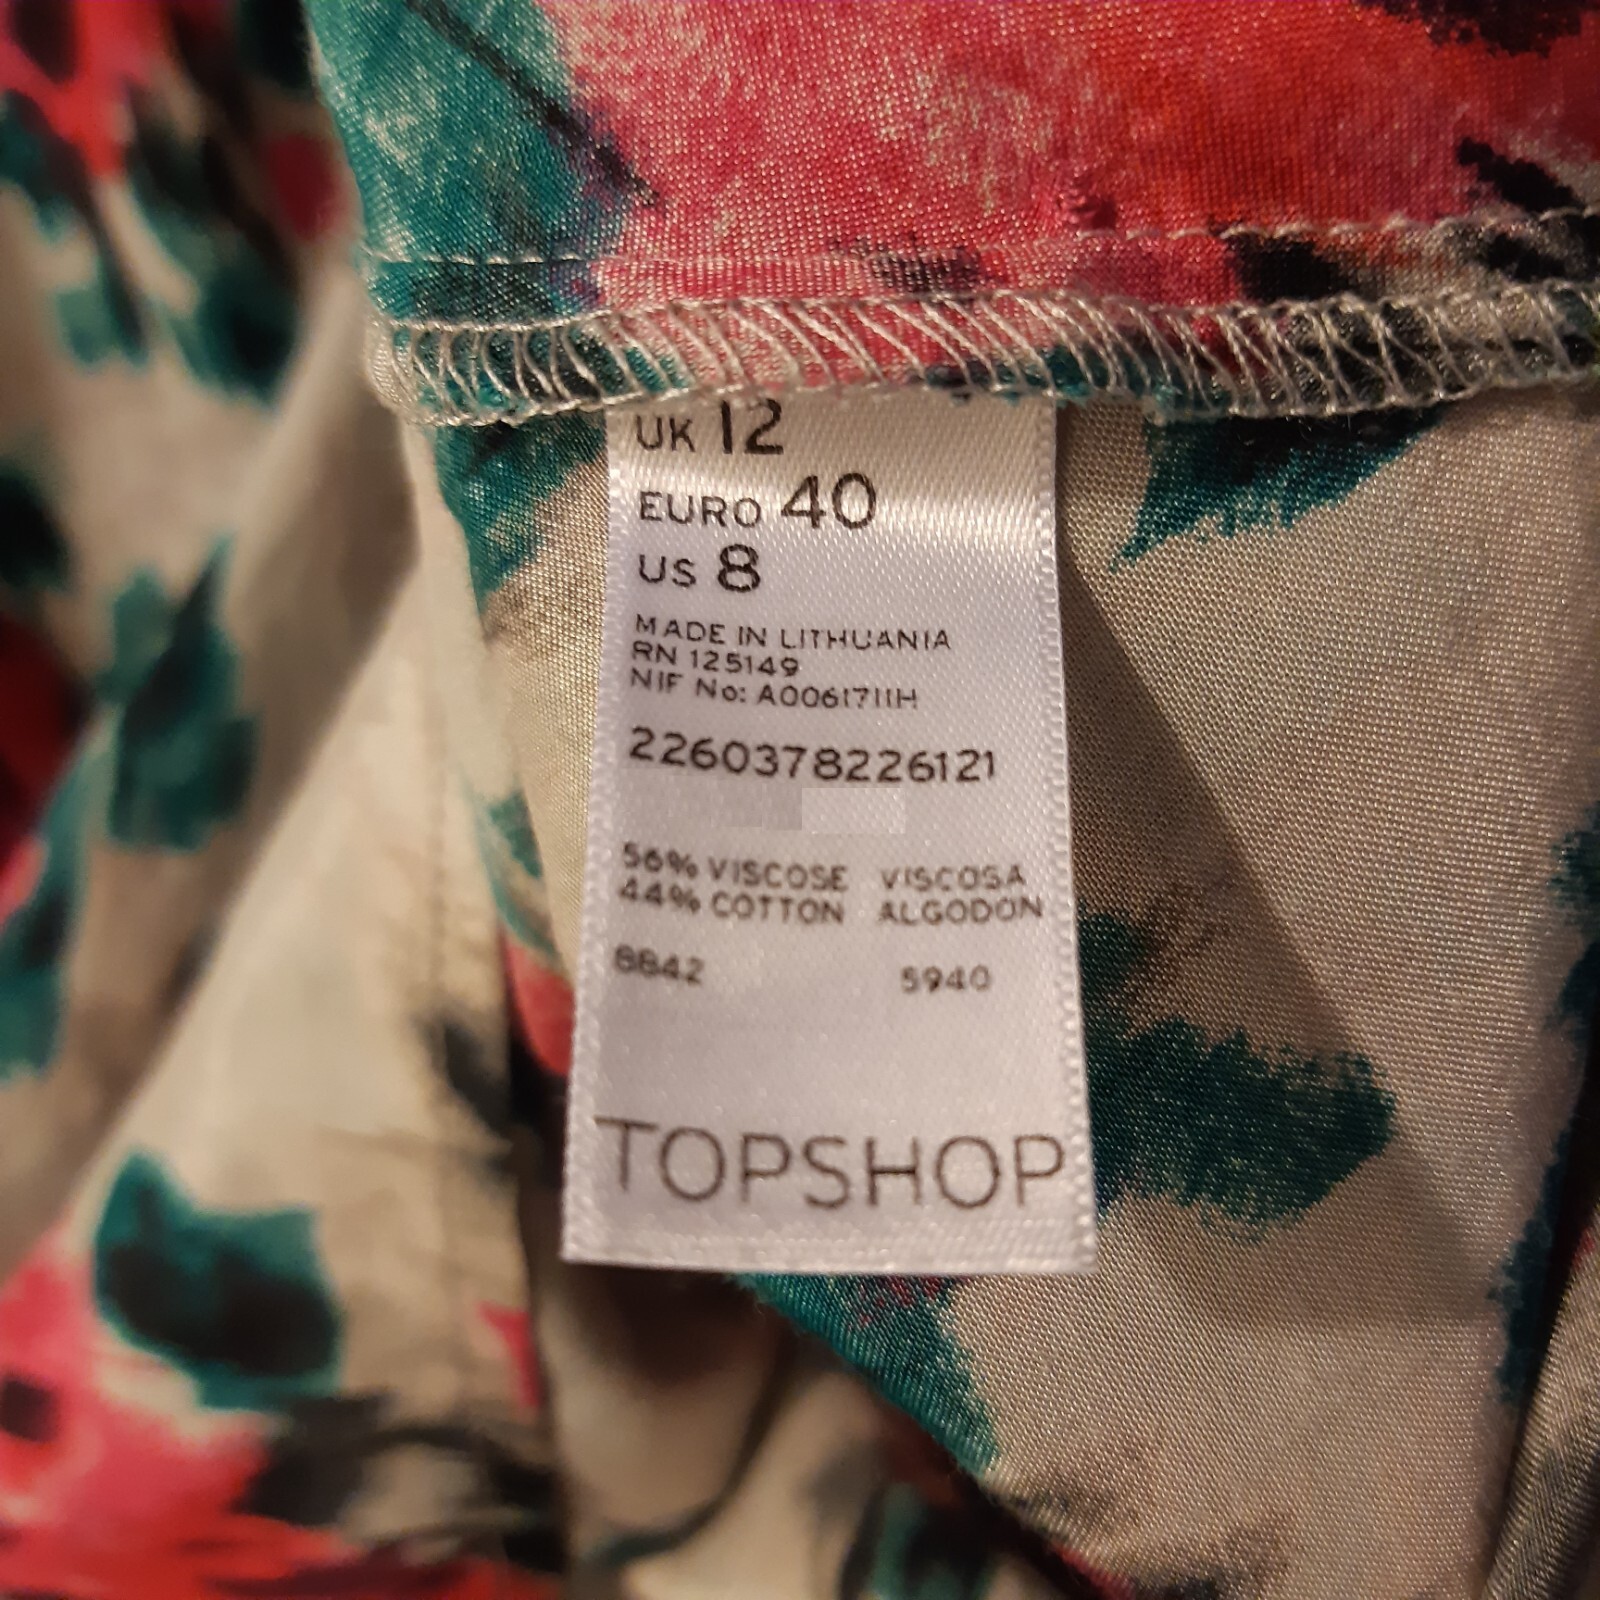 UK 12
EURO 40
US 8
MADE IN LITHUANIA
RN 125149
NIF No: A0061711H
2260378226121
56% VISCOSE VISCOSA
44% COTTON ALGODON
8842 5940
TOPSHOP